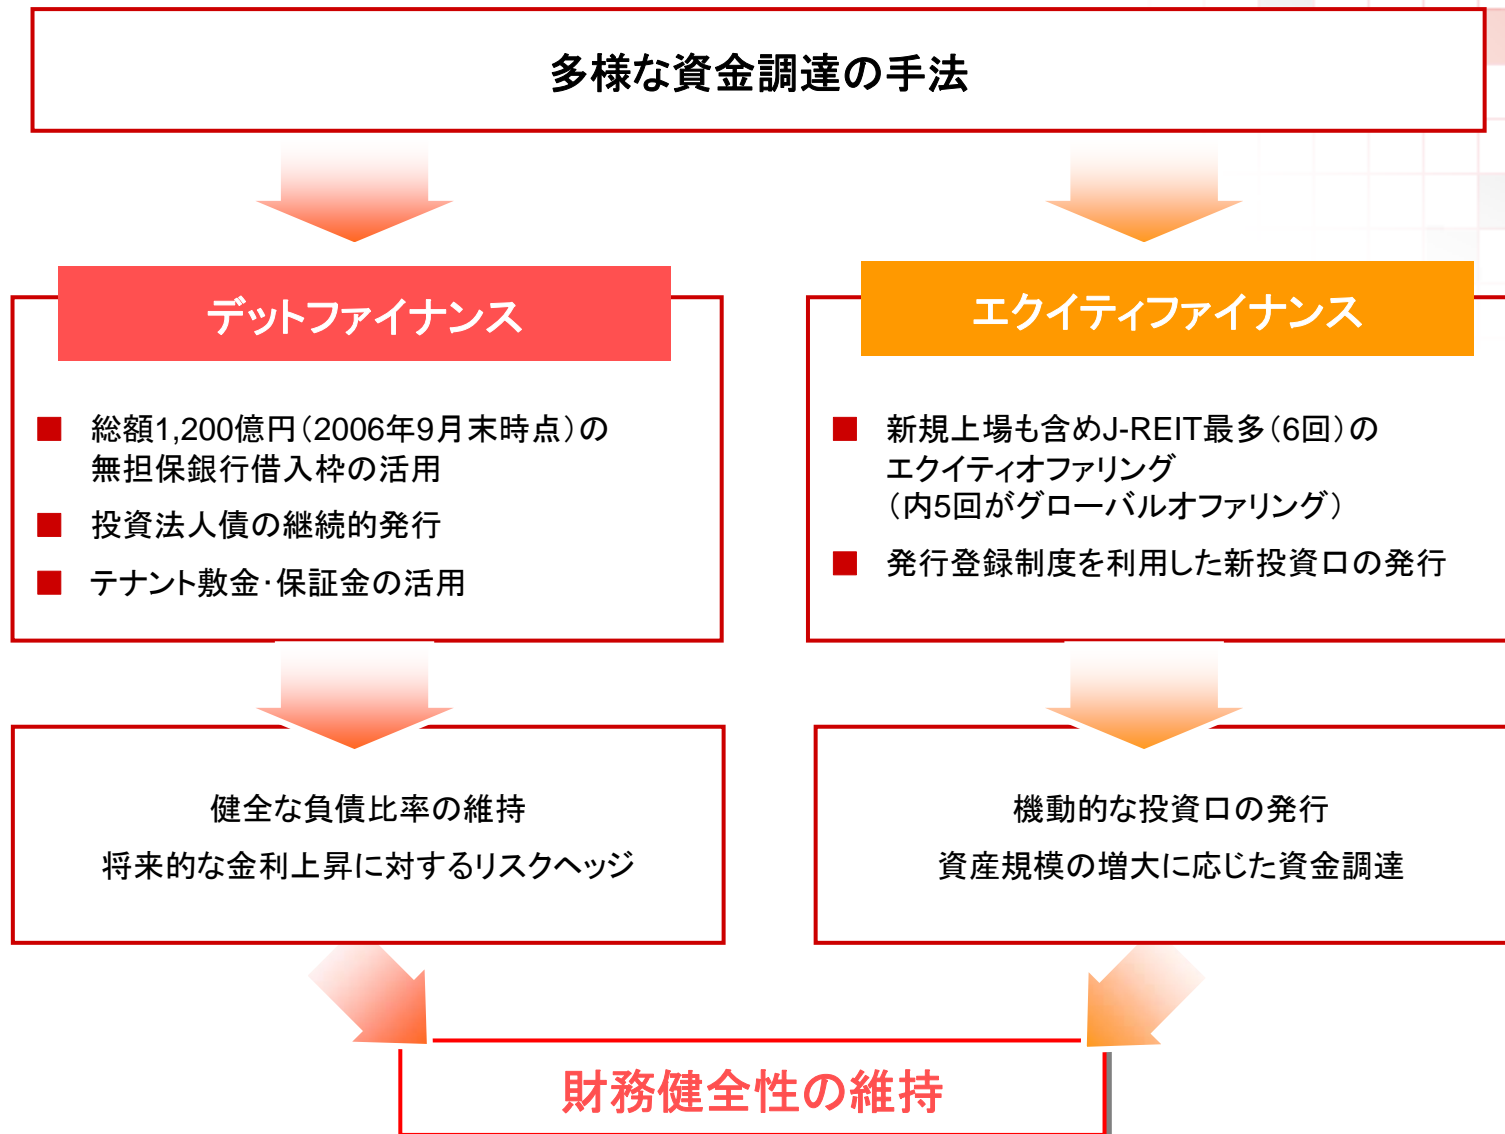 多様な資金調達の手法
デットファイナンス
■ 総額1,200億円（2006年9月末時点）の
無担保銀行借入枠の活用
■ 投資法人債の継続的発行
■ テナント敷金・保証金の活用
エクイティファイナンス
■ 新規上場も含めJ-REIT最多（6回）の
エクイティオファリング
（内5回がグローバルオファリング）
■ 発行登録制度を利用した新投資口の発行
健全な負債比率の維持
将来的な金利上昇に対するリスクヘッジ
機動的な投資口の発行
資産規模の増大に応じた資金調達
財務健全性の維持